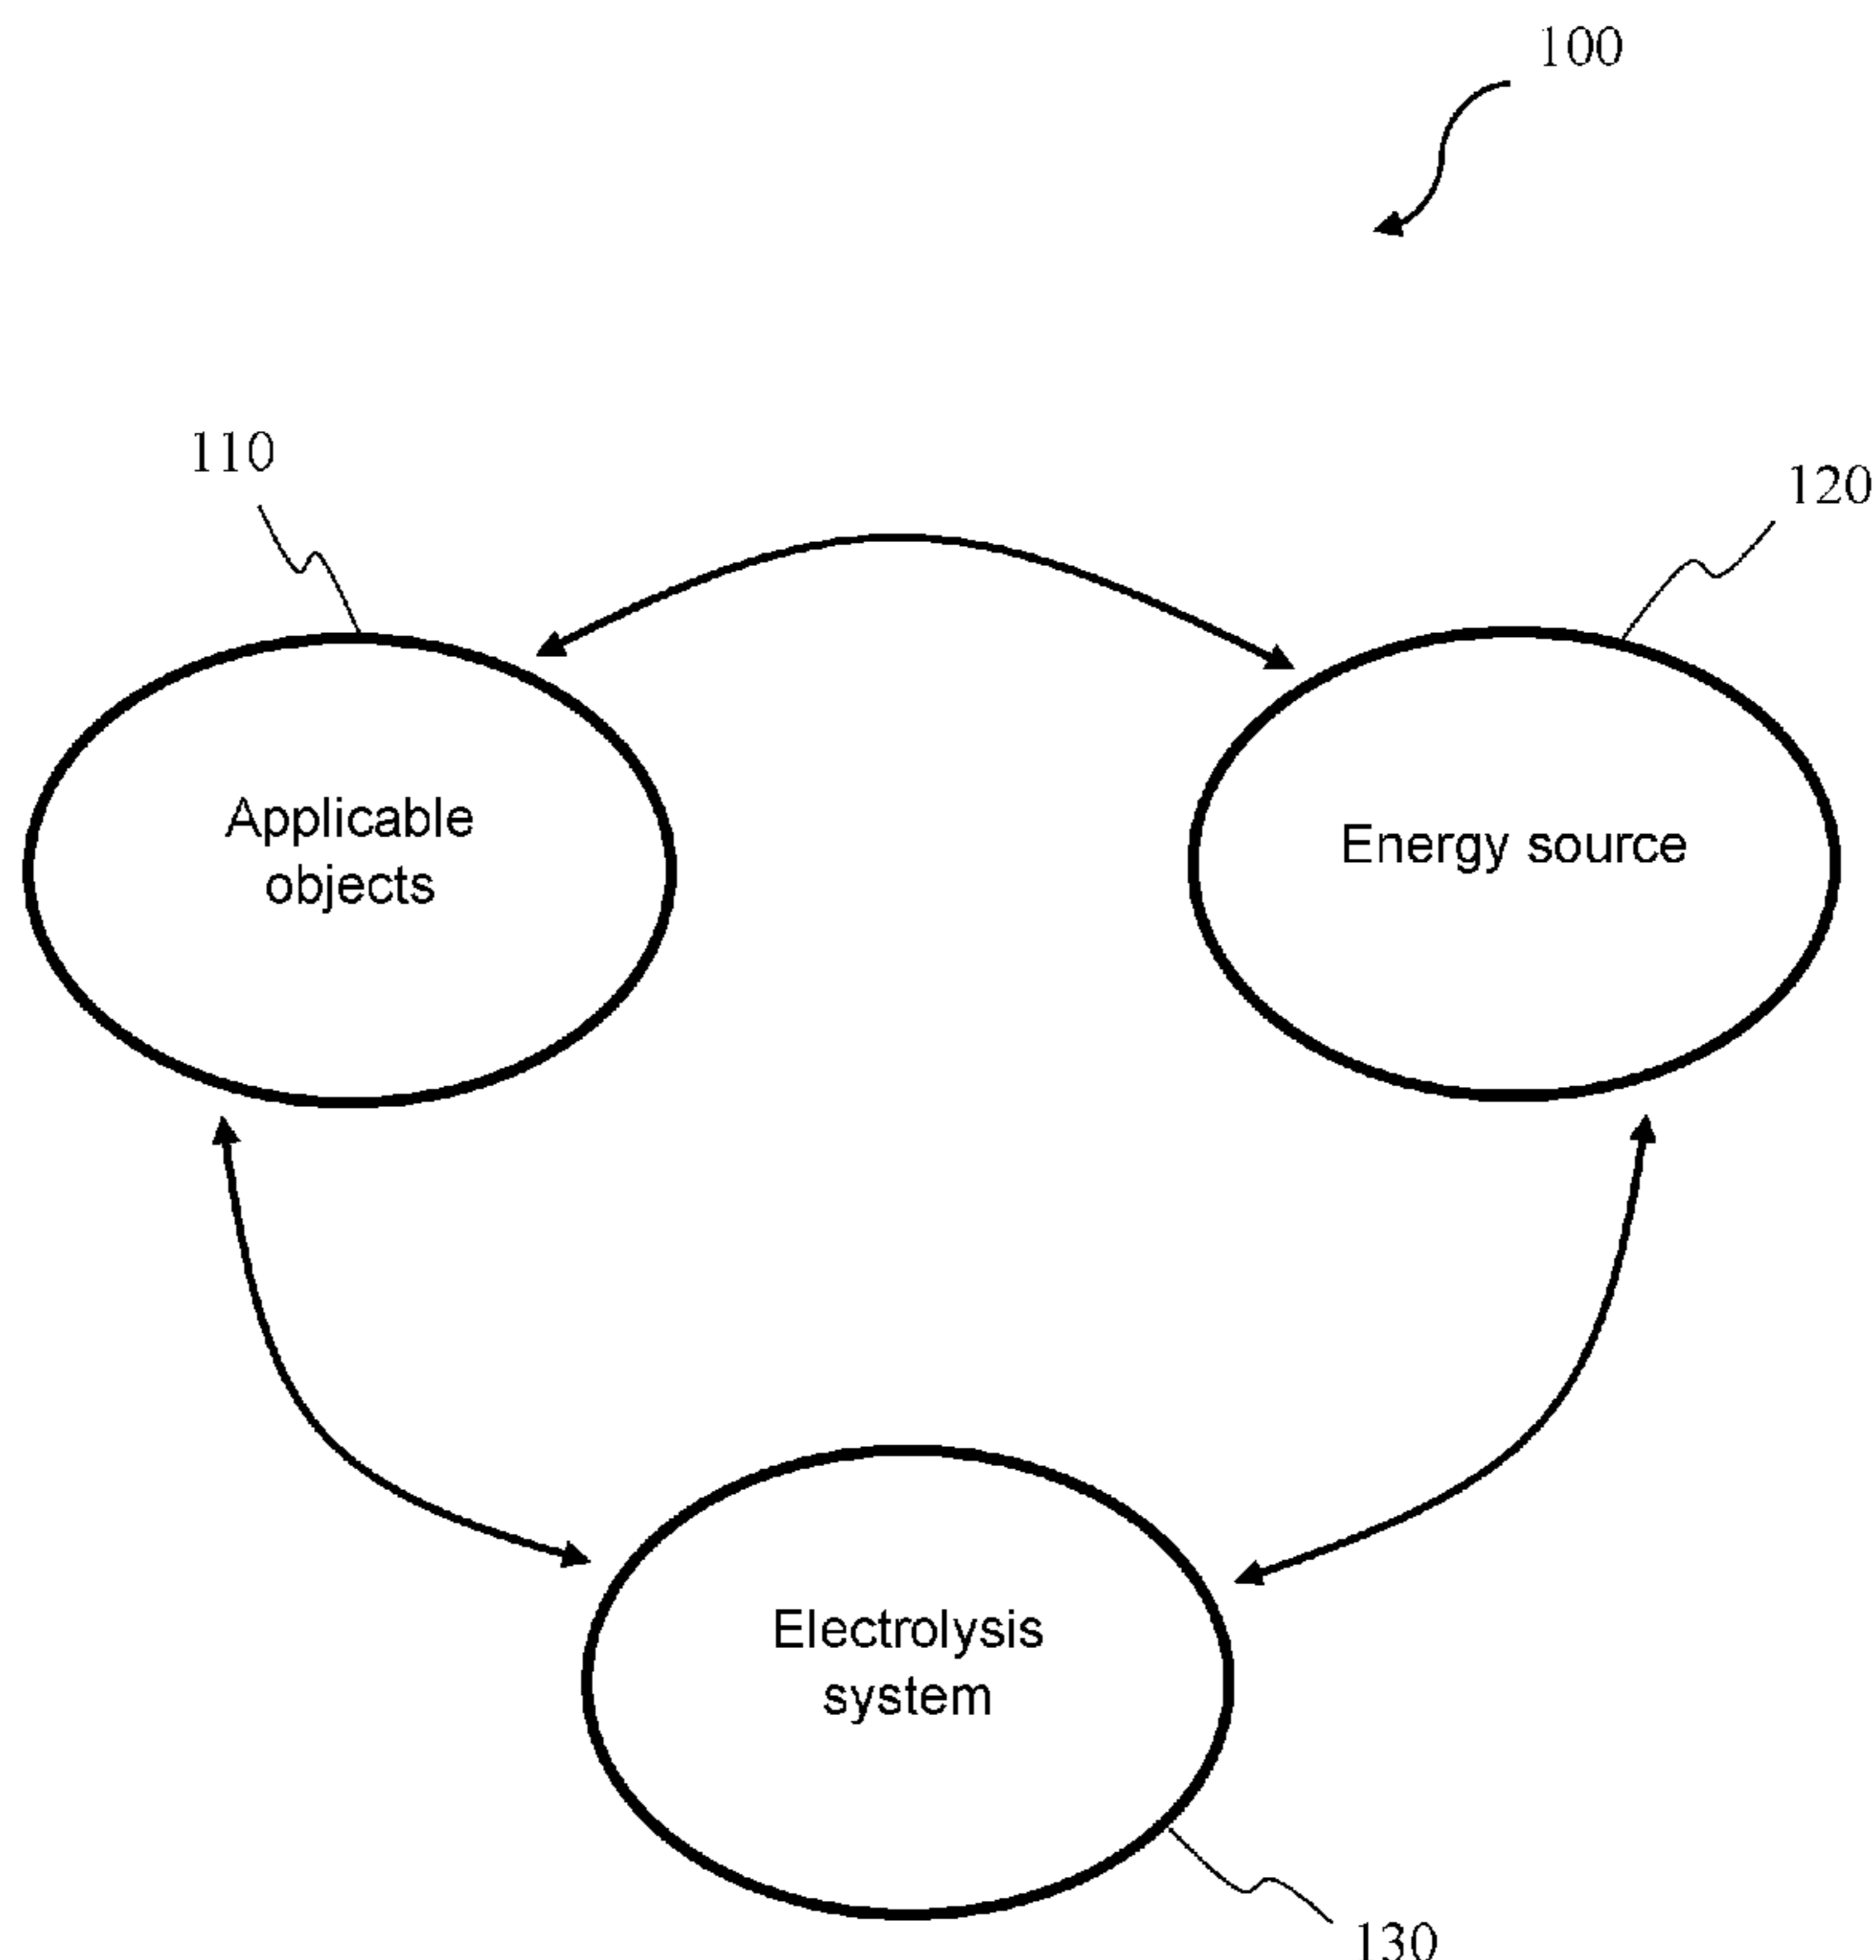 100
110
120
Applicable
objects
Energy source
Electrolysis
system
130